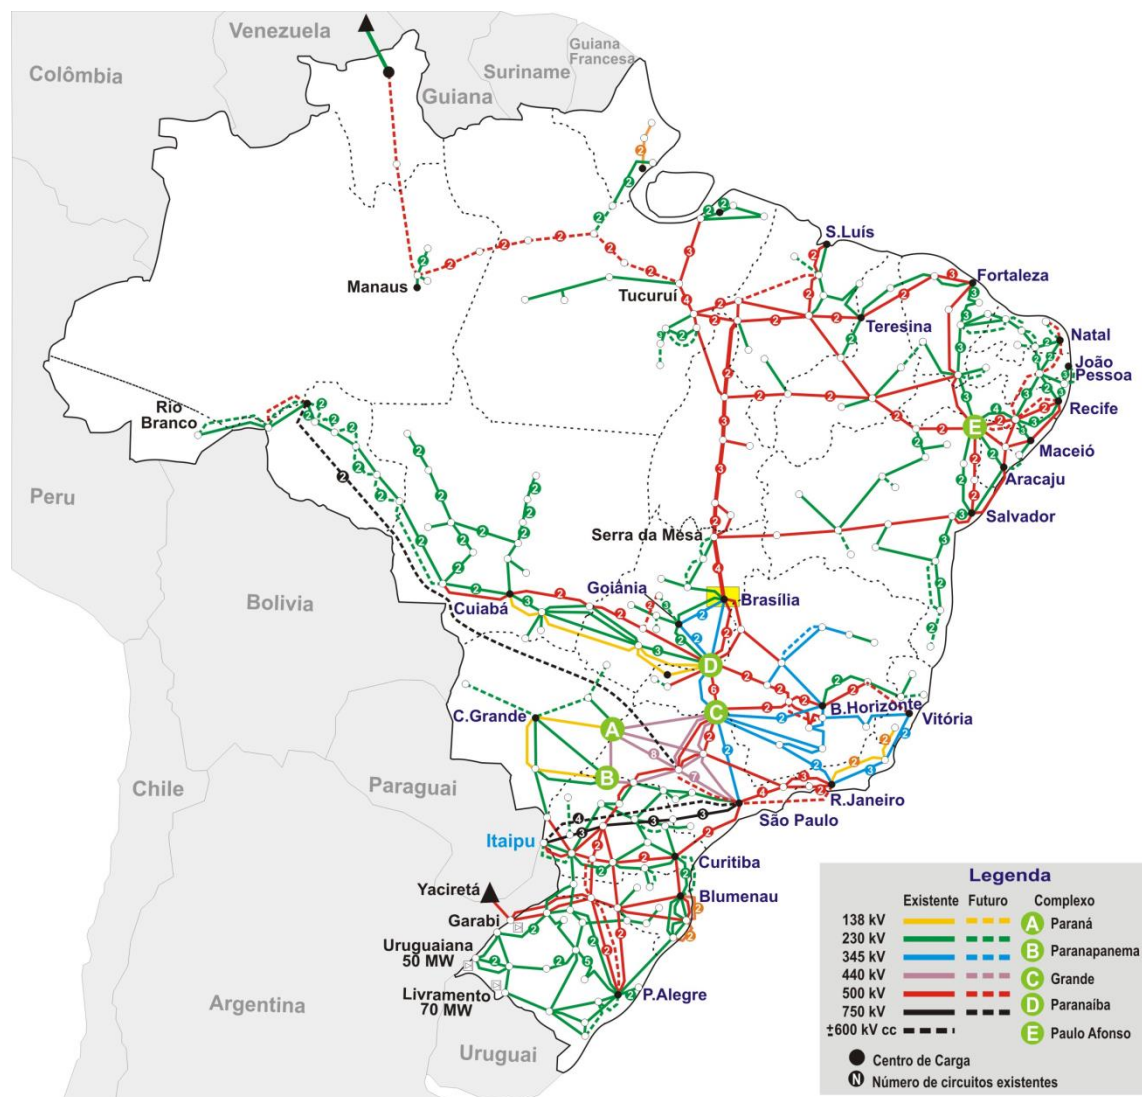 Venezuela
Guiana
Francesa
Colômbia
Suriname
Guiana
S.Luís
Fortaleza
Manaus
Tucuruí
Teresina
Natal
João
Pessoa
Rio
Branco
Recife
E
Maceió
Aracaju
Peru
Salvador
Serra da Mesa
Goiânia
Brasília
Bolivia
Cuiabá
D
C.Grande
A
C
B.Horizonte
Vitória
B
Chile
Paraguai
R.Janeiro
São Paulo
Itaipu
Curitiba
Yaciretá
Blumenau
Garabi
Uruguaiana
50 MW
Livramento
70 MW
P.Alegre
Argentina
Uruguai
Legenda
Existente Futuro Complexo
138 kV A Paraná
230 kV B Paranapanema
345 kV
440 kV C Grande
500 kV D Paranaíba
750 kV
±600 kV cc E Paulo Afonso
Centro de Carga
N Número de circuitos existentes